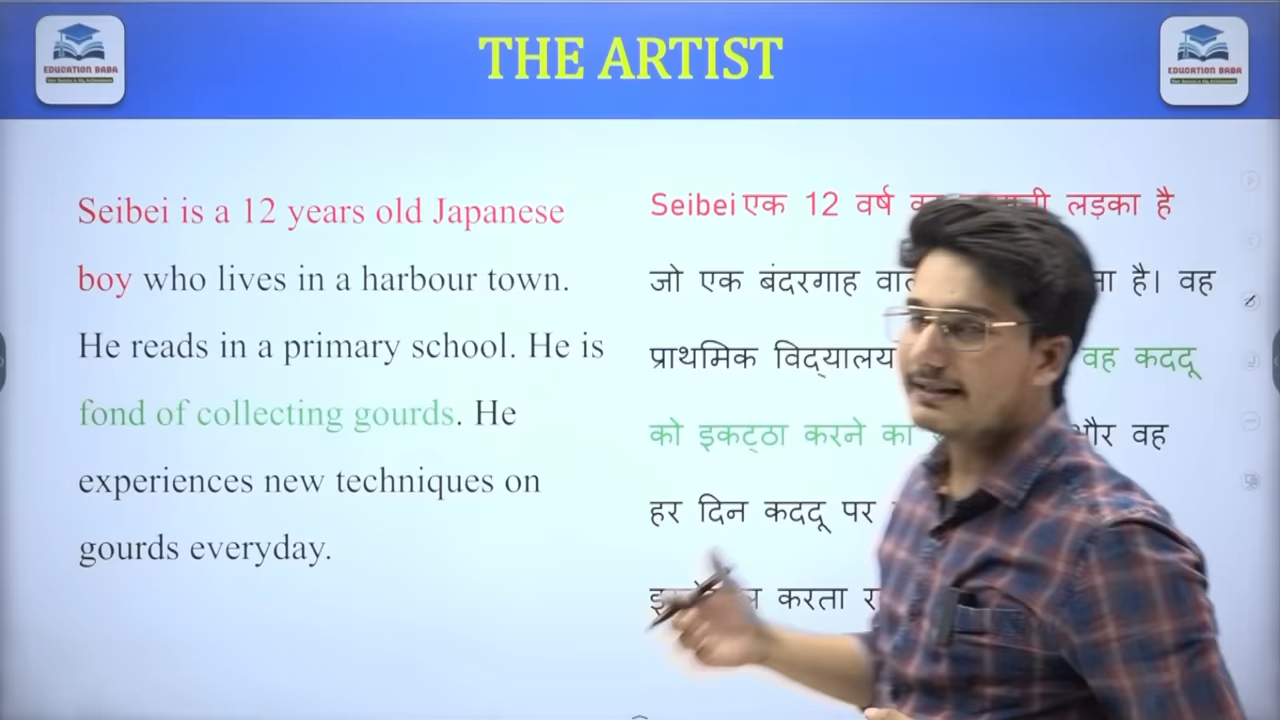 THE ARTIST
EDUCATION BABA
EDUCATION BABA
Seibei is a 12 years old Japanese
boy who lives in a harbour town.
He reads in a primary school. He is
fond of collecting gourds. He
experiences new techniques on
gourds everyday.
Seibei एक 12 वर्ष लड़का है
जो एक बंदरगाह है। वह
प्राथमिक विद्यालय वह कददू
को इकट्ठा करने का और वह
हर दिन कददू पर
करता